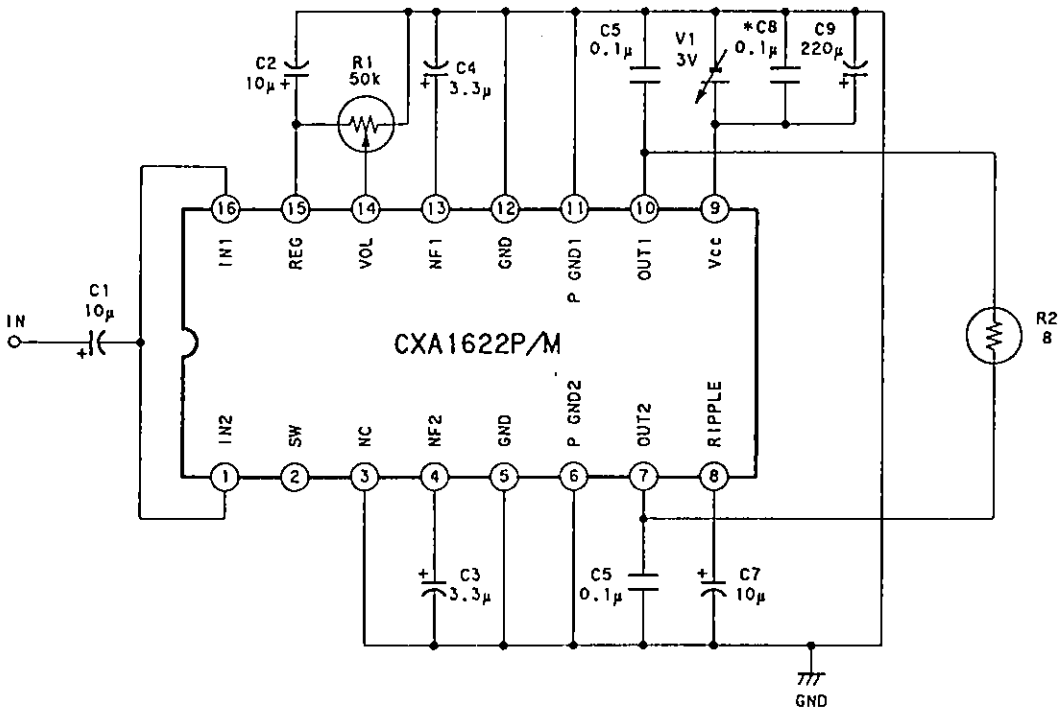 C2
10μ
+
R1
50k
C4
3.3μ
+
C5
0.1μ
V1
3V
*C8
0.1μ
C9
220μ
+
16
15
14
13
12
11
10
9
IN1
REG
VOL
NF1
GND
P GND1
OUT1
Vcc
IN
C1
10μ
+
CXA1622P/M
R2
8
IN2
SW
NC
NF2
GND
P GND2
OUT2
RIPPLE
1
2
3
4
5
6
7
8
+
C3
3.3μ
C5
0.1μ
+
C7
10μ
GND